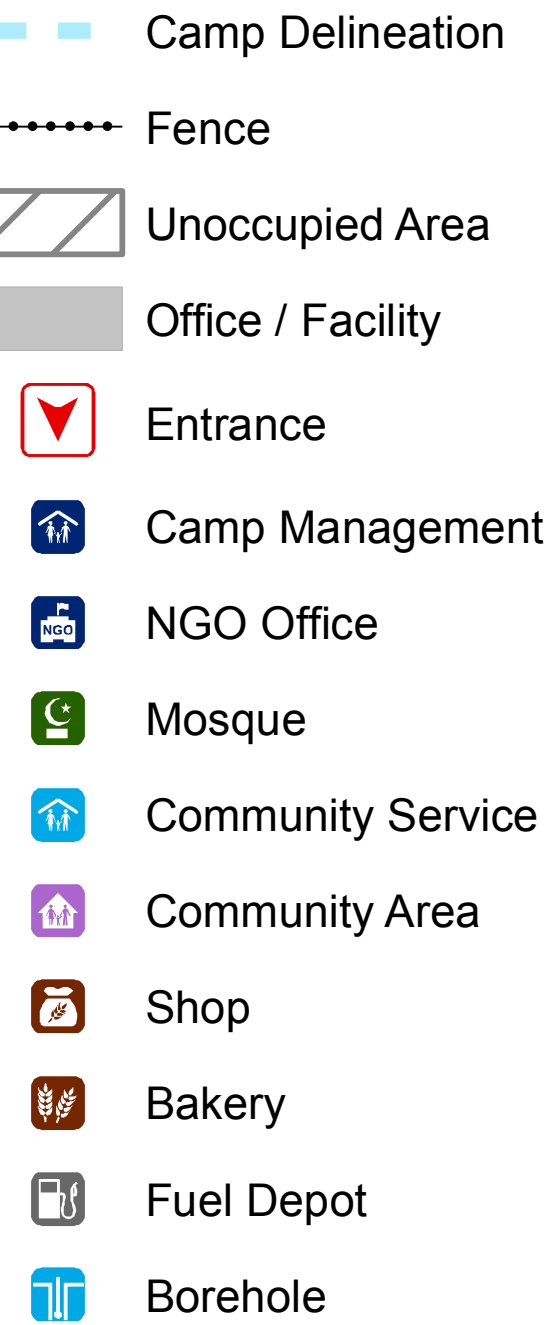 Camp Delineation
Fence
Unoccupied Area
Office / Facility
Entrance
Camp Management
NGO
NGO Office
Mosque
Community Service
Community Area
Shop
Bakery
Fuel Depot
Borehole